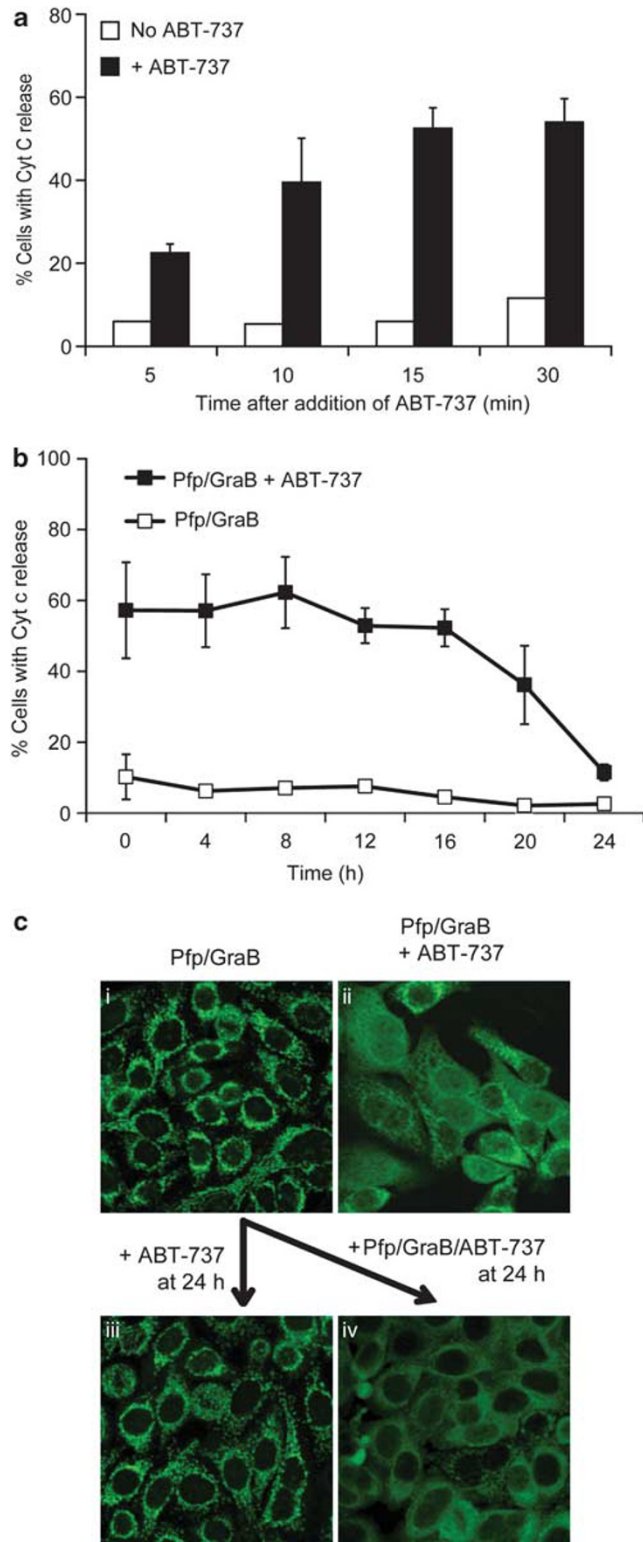 a
80
60
40
20
0
% Cells with Cyt C release
No ABT-737
+ ABT-737
5 10 15 30
Time after addition of ABT-737 (min)
b
100
80
60
40
20
0
% Cells with Cyt c release
Pfp/GraB + ABT-737
Pfp/GraB
0 4 8 12 16 20 24
Time (h)
c
Pfp/GraB
Pfp/GraB
+ ABT-737
i
ii
+ ABT-737
at 24 h
+Pfp/GraB/ABT-737
at 24 h
iii
iv